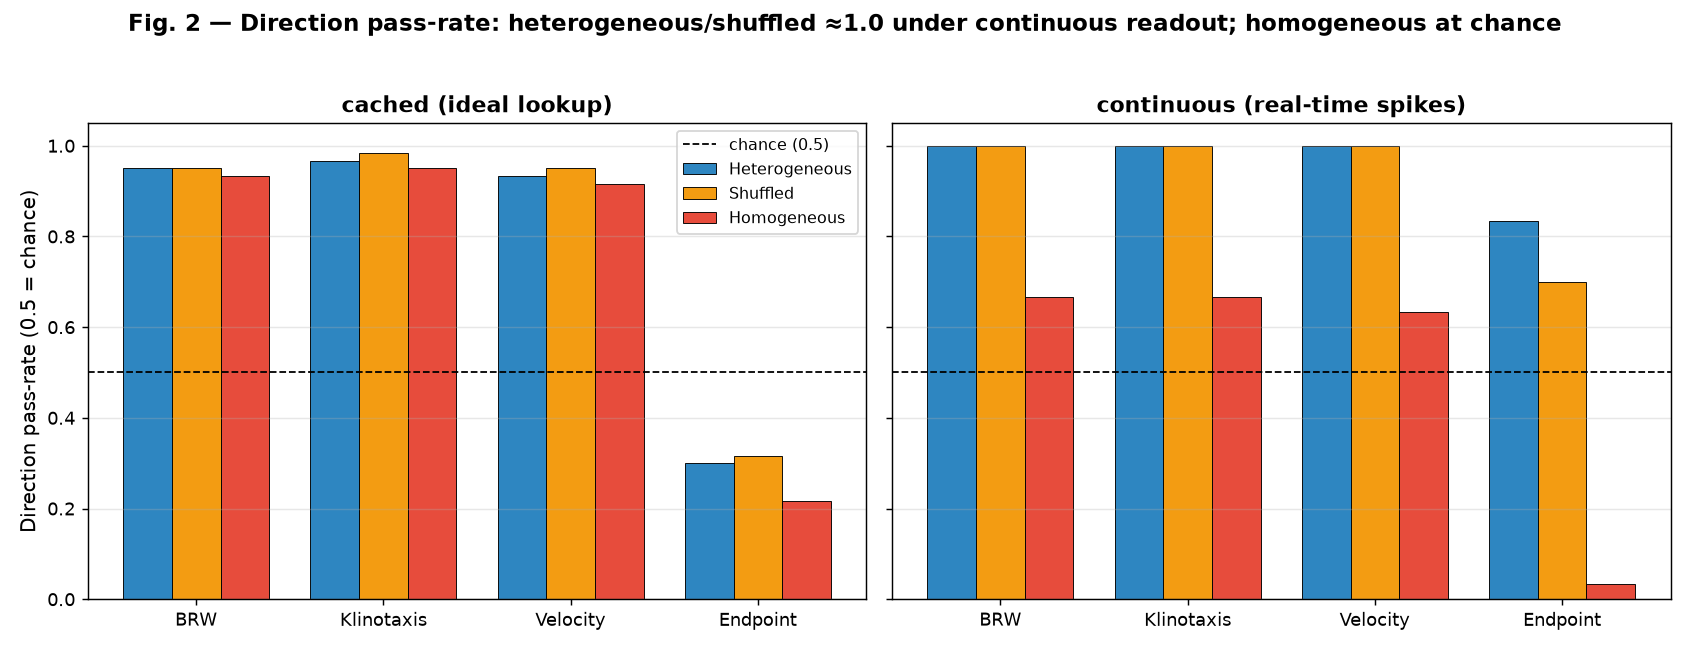 Fig. 2 — Direction pass-rate: heterogeneous/shuffled ≈1.0 under continuous readout; homogeneous at chance
cached (ideal lookup)
continuous (real-time spikes)
Direction pass-rate (0.5 = chance)
1.0
0.8
0.6
0.4
0.2
0.0
chance (0.5)
Heterogeneous
Shuffled
Homogeneous
BRW
Klinotaxis
Velocity
Endpoint
BRW
Klinotaxis
Velocity
Endpoint